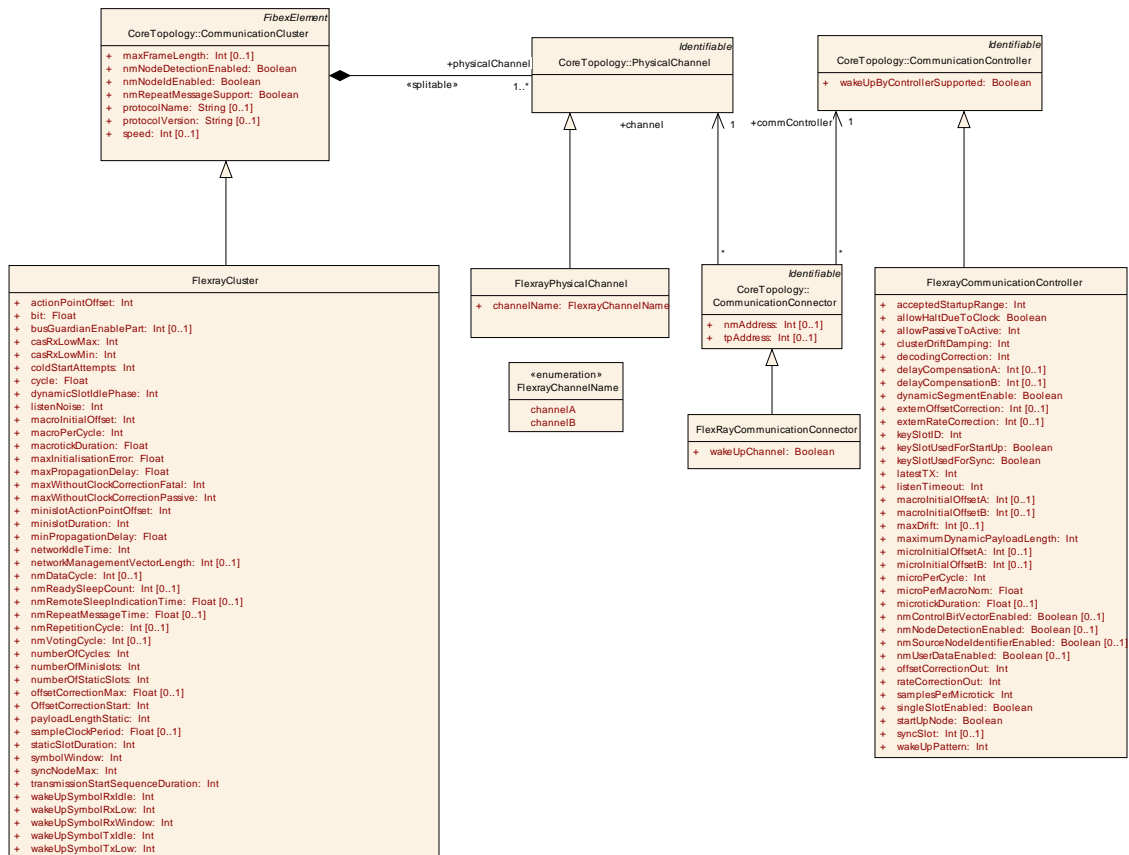 FibexElement
CoreTopology::CommunicationCluster
+ maxFrameLength: Int [0..1]
+ nmNodeDetectionEnabled: Boolean
+ nmNodeIdEnabled: Boolean
+ nmRepeatMessageSupport: Boolean
+ protocolName: String [0..1]
+ protocolVersion: String [0..1]
+ speed: Int [0..1]
+physicalChannel
«splitable»
1..*
Identifiable
CoreTopology::PhysicalChannel
Identifiable
CoreTopology::CommunicationController
+ wakeUpByControllerSupported: Boolean
+channel
1
+commController
1
*
*
FlexrayCluster
+ actionPointOffset: Int
+ bit: Float
+ busGuardianEnablePart: Int [0..1]
+ casRxLowMax: Int
+ casRxLowMin: Int
+ coldStartAttempts: Int
+ cycle: Float
+ dynamicSlotIdlePhase: Int
+ listenNoise: Int
+ macroInitialOffset: Int
+ macroPerCycle: Int
+ macrotickDuration: Float
+ maxInitialisationError: Float
+ maxPropagationDelay: Float
+ maxWithoutClockCorrectionFatal: Int
+ maxWithoutClockCorrectionPassive: Int
+ minislotActionPointOffset: Int
+ minislotDuration: Int
+ minPropagationDelay: Float
+ networkIdleTime: Int
+ networkManagementVectorLength: Int [0..1]
+ nmDataCycle: Int [0..1]
+ nmReadySleepCount: Int [0..1]
+ nmRemoteSleepIndicationTime: Float [0..1]
+ nmRepeatMessageTime: Float [0..1]
+ nmRepetitionCycle: Int [0..1]
+ nmVotingCycle: Int [0..1]
+ numberOfCycles: Int
+ numberOfMinislots: Int
+ numberOfStaticSlots: Int
+ offsetCorrectionMax: Float [0..1]
+ OffsetCorrectionStart: Int
+ payloadLengthStatic: Int
+ sampleClockPeriod: Float [0..1]
+ staticSlotDuration: Int
+ symbolWindow: Int
+ syncNodeMax: Int
+ transmissionStartSequenceDuration: Int
+ wakeUpSymbolRxIdle: Int
+ wakeUpSymbolRxLow: Int
+ wakeUpSymbolRxWindow: Int
+ wakeUpSymbolTxIdle: Int
+ wakeUpSymbolTxLow: Int
FlexrayPhysicalChannel
+ channelName: FlexrayChannelName
«enumeration»
FlexrayChannelName
channelA
channelB
Identifiable
CoreTopology::
CommunicationConnector
+ nmAddress: Int [0..1]
+ tpAddress: Int [0..1]
FlexRayCommunicationConnector
+ wakeUpChannel: Boolean
FlexrayCommunicationController
+ acceptedStartupRange: Int
+ allowHaltDueToClock: Boolean
+ allowPassiveToActive: Int
+ clusterDriftDamping: Int
+ decodingCorrection: Int
+ delayCompensationA: Int [0..1]
+ delayCompensationB: Int [0..1]
+ dynamicSegmentEnable: Boolean
+ externOffsetCorrection: Int [0..1]
+ externRateCorrection: Int [0..1]
+ keySlotID: Int
+ keySlotUsedForStartUp: Boolean
+ keySlotUsedForSync: Boolean
+ latestTX: Int
+ listenTimeout: Int
+ macroInitialOffsetA: Int [0..1]
+ macroInitialOffsetB: Int [0..1]
+ maxDrift: Int [0..1]
+ maximumDynamicPayloadLength: Int
+ microInitialOffsetA: Int [0..1]
+ microInitialOffsetB: Int [0..1]
+ microPerCycle: Int
+ microPerMacroNom: Float
+ microtickDuration: Float [0..1]
+ nmControlBitVectorEnabled: Boolean [0..1]
+ nmNodeDetectionEnabled: Boolean [0..1]
+ nmSourceNodeIdentifierEnabled: Boolean [0..1]
+ nmUserDataEnabled: Boolean [0..1]
+ offsetCorrectionOut: Int
+ rateCorrectionOut: Int
+ samplesPerMicrotick: Int
+ singleSlotEnabled: Boolean
+ startUpNode: Boolean
+ syncSlot: Int [0..1]
+ wakeUpPattern: Int